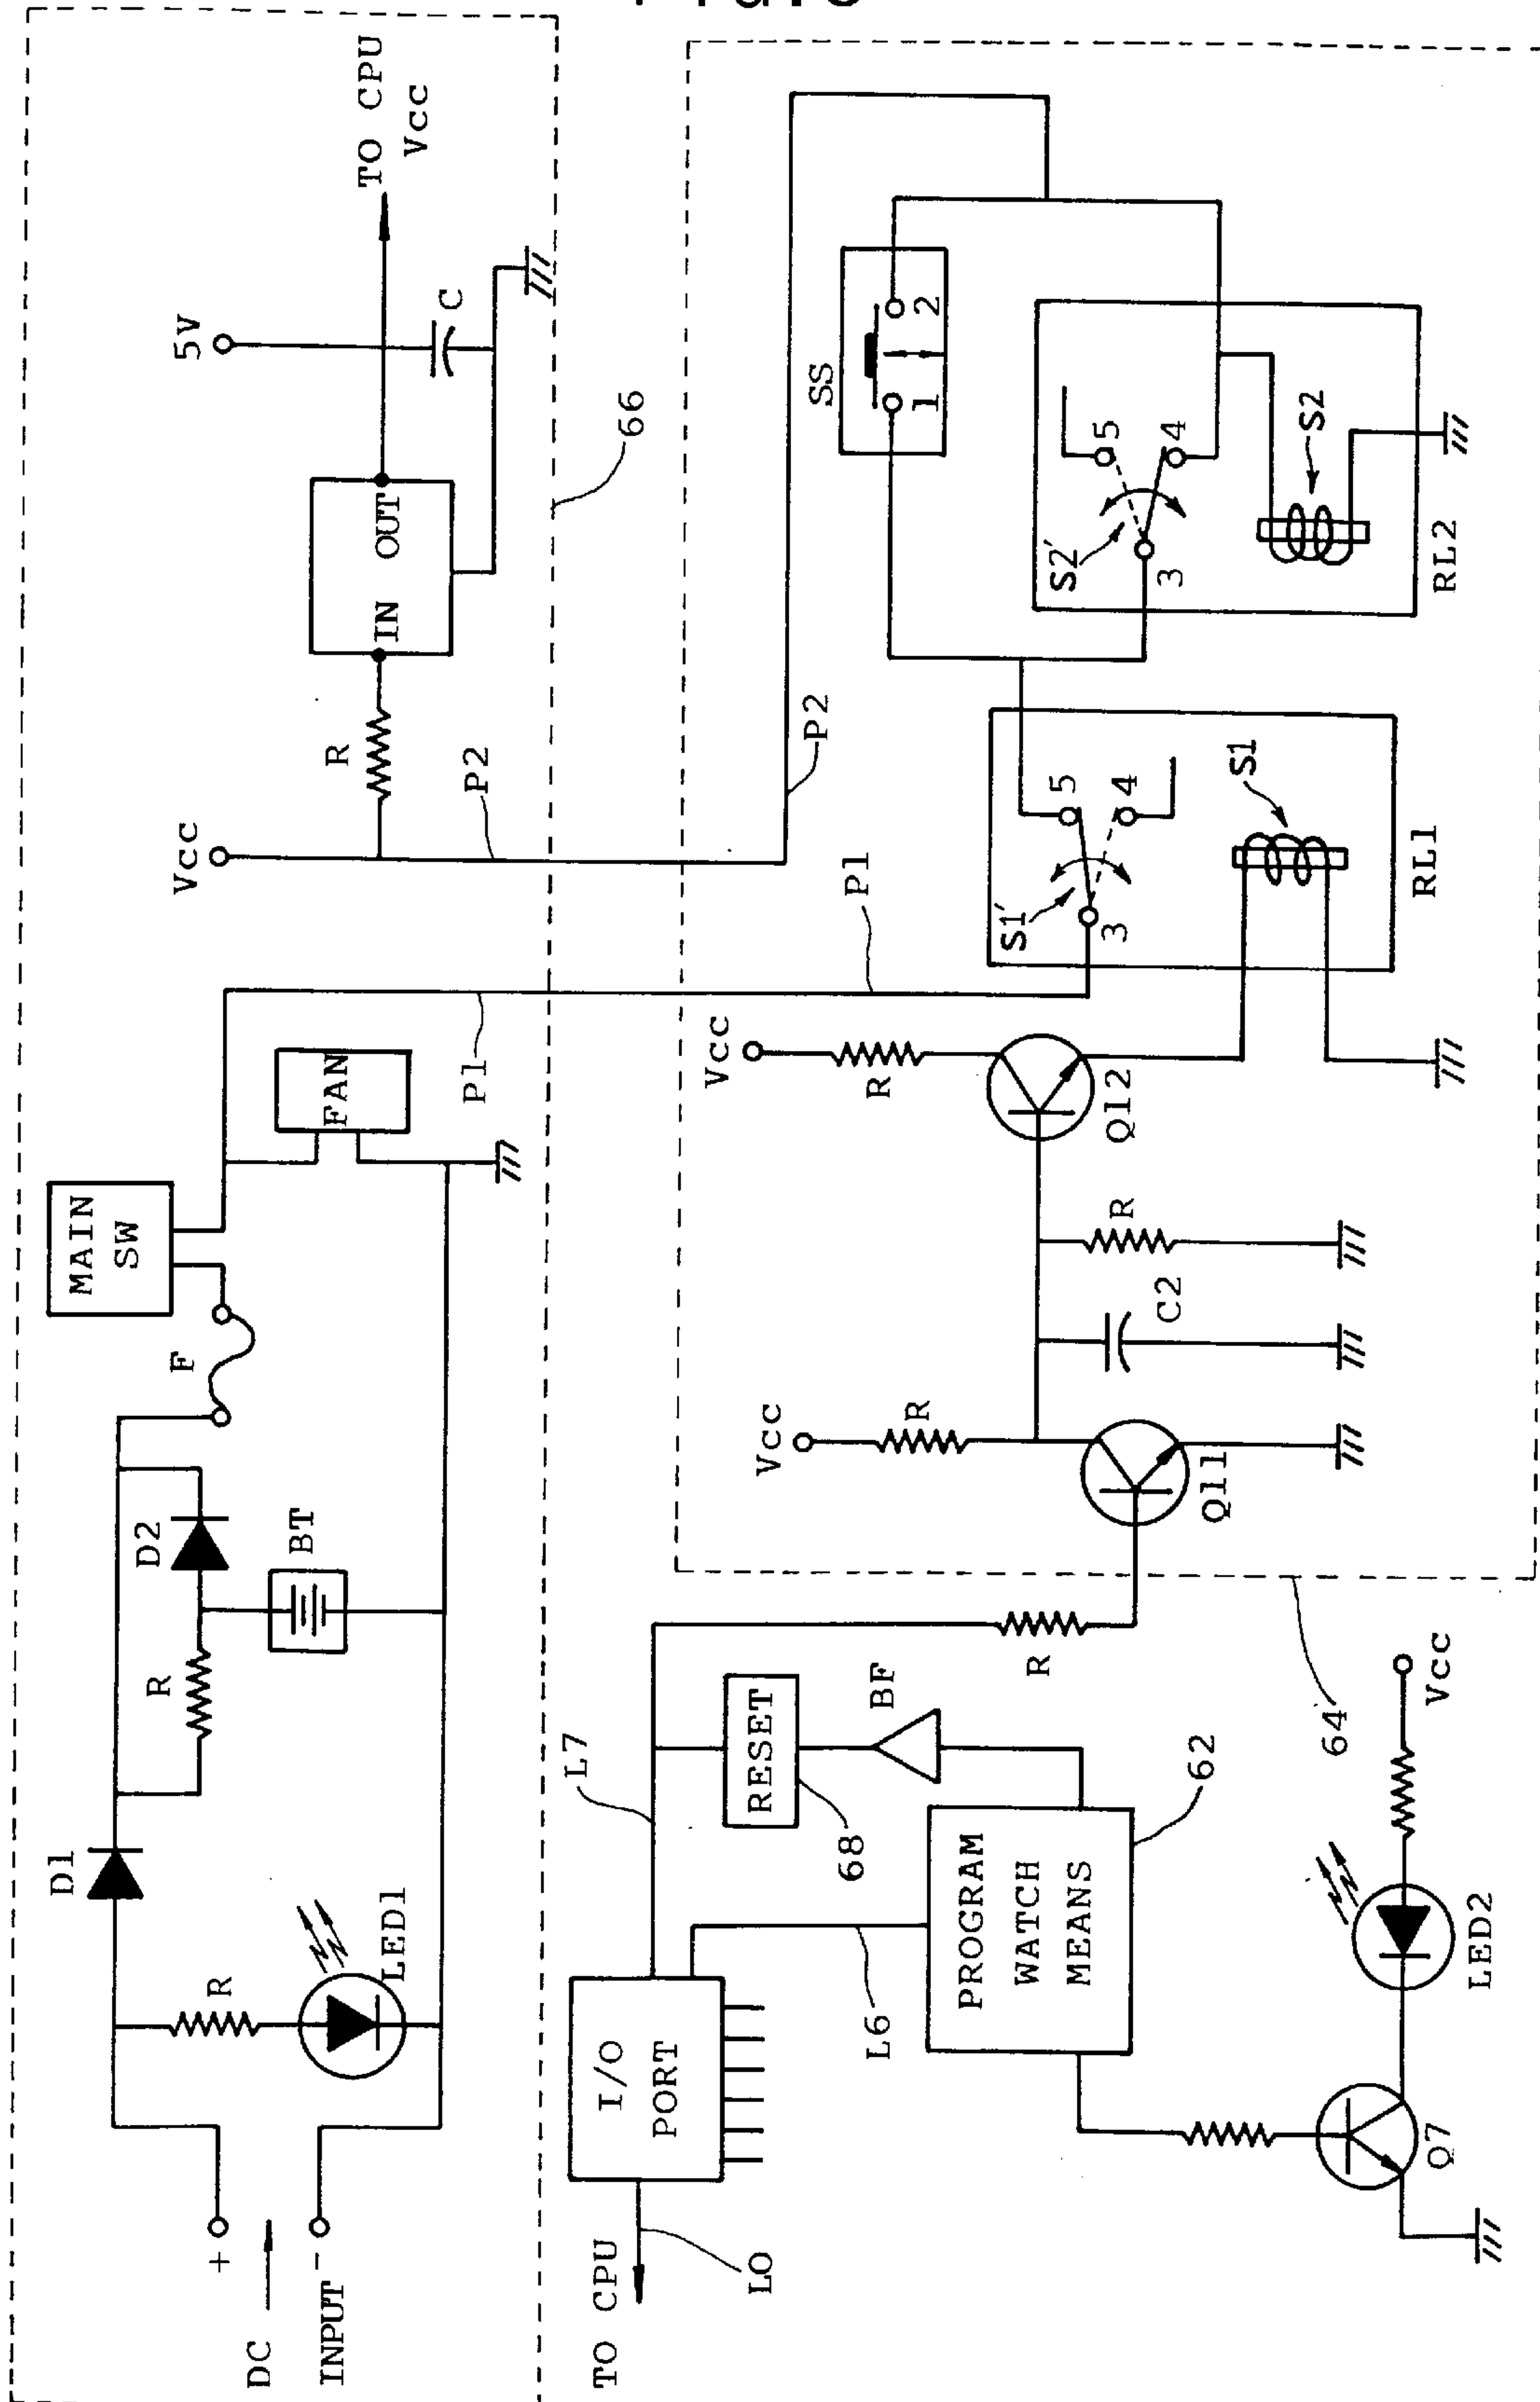 DC
INPUT
+
-
R
LED1
D1
R
D2
BT
F
MAIN
SW
FAN
P1
Vcc
P2
R
IN OUT
5V
C
TO CPU
Vcc
66
TO CPU
LO
I/O
PORT
L7
L6
RESET
68
BF
PROGRAM
WATCH
MEANS
62
R
Q7
LED2
Vcc
64
Q11
Vcc
R
C2
R
Vcc
R
Q12
P1
S1'
3
5
4
S1
RL1
P2
SS
1
2
S2'
3
5
4
S2
RL2